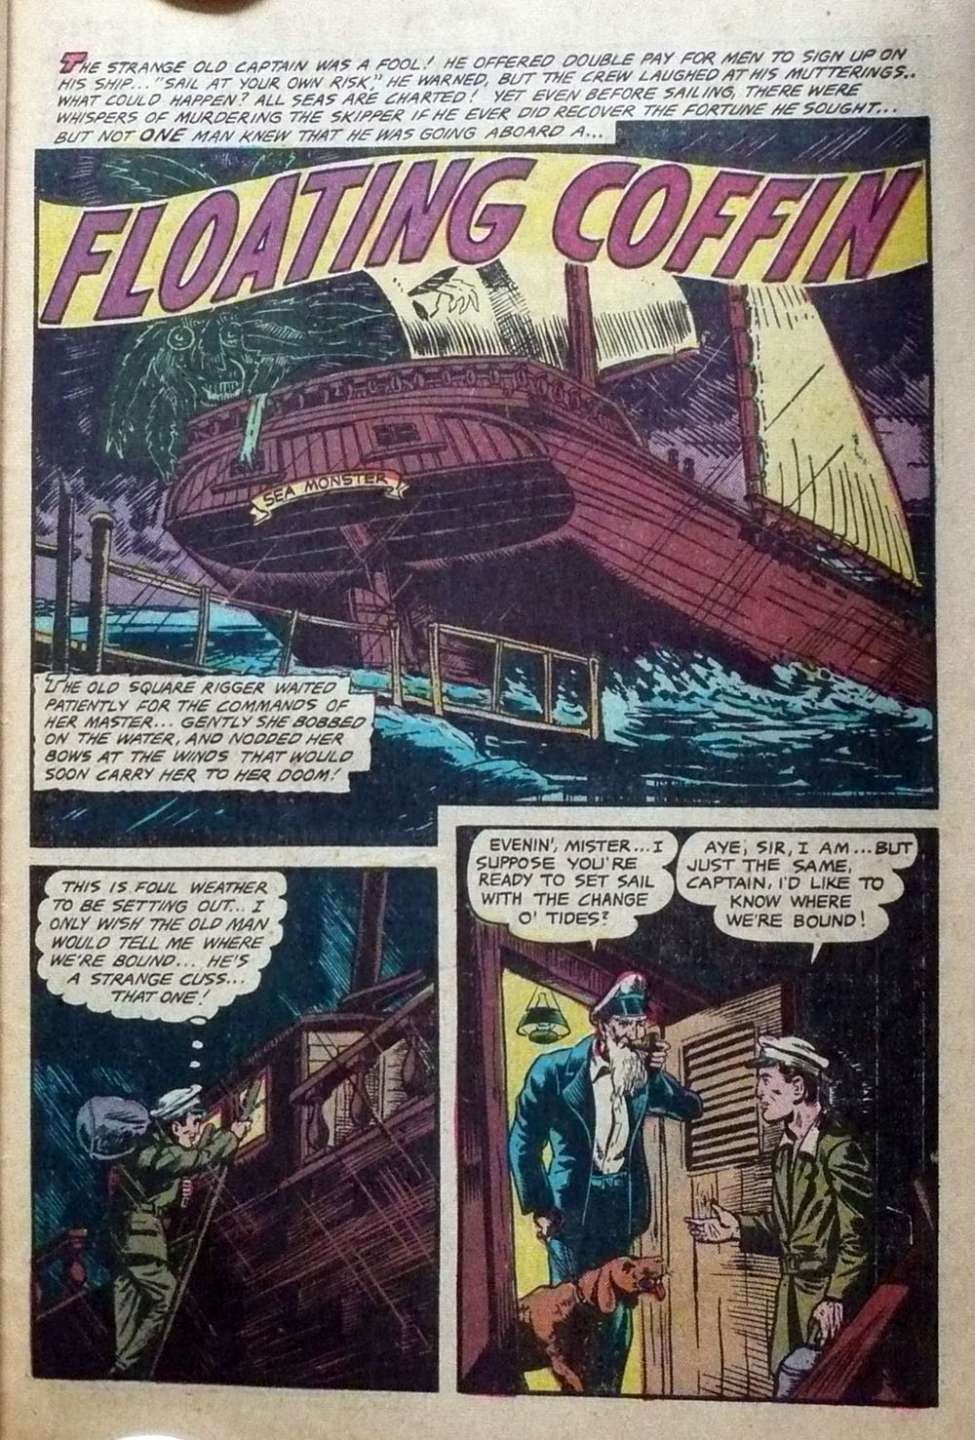 THE STRANGE OLD CAPTAIN WAS A FOOL! HE OFFERED DOUBLE PAY FOR MEN TO SIGN UP ON
HIS SHIP... "SAIL AT YOUR OWN RISK," HE WARNED, BUT THE CREW LAUGHED AT HIS MUTTERINGS..
WHAT COULD HAPPEN? ALL SEAS ARE CHARTED! YET EVEN BEFORE SAILING, THERE WERE
WHISPERS OF MURDERING THE SKIPPER IF HE EVER DID RECOVER THE FORTUNE HE SOUGHT...
BUT NOT ONE MAN KNEW THAT HE WAS GOING ABOARD A...
FLOATING COFFIN
SEA MONSTER
THE OLD SQUARE RIGGER WAITED
PATIENTLY FOR THE COMMANDS OF
HER MASTER... GENTLY SHE BOBBED
ON THE WATER, AND NODDED HER
BOWS AT THE WINDS THAT WOULD
SOON CARRY HER TO HER DOOM!
THIS IS FOUL WEATHER
TO BE SETTING OUT... I
ONLY WISH THE OLD MAN
WOULD TELL ME WHERE
WE'RE BOUND... HE'S
A STRANGE CUSS...
THAT ONE!
EVENIN', MISTER... I
SUPPOSE YOU'RE
READY TO SET SAIL
WITH THE CHANGE
O' TIDES?
AYE, SIR, I AM... BUT
JUST THE SAME,
CAPTAIN, I'D LIKE TO
KNOW WHERE
WE'RE BOUND!